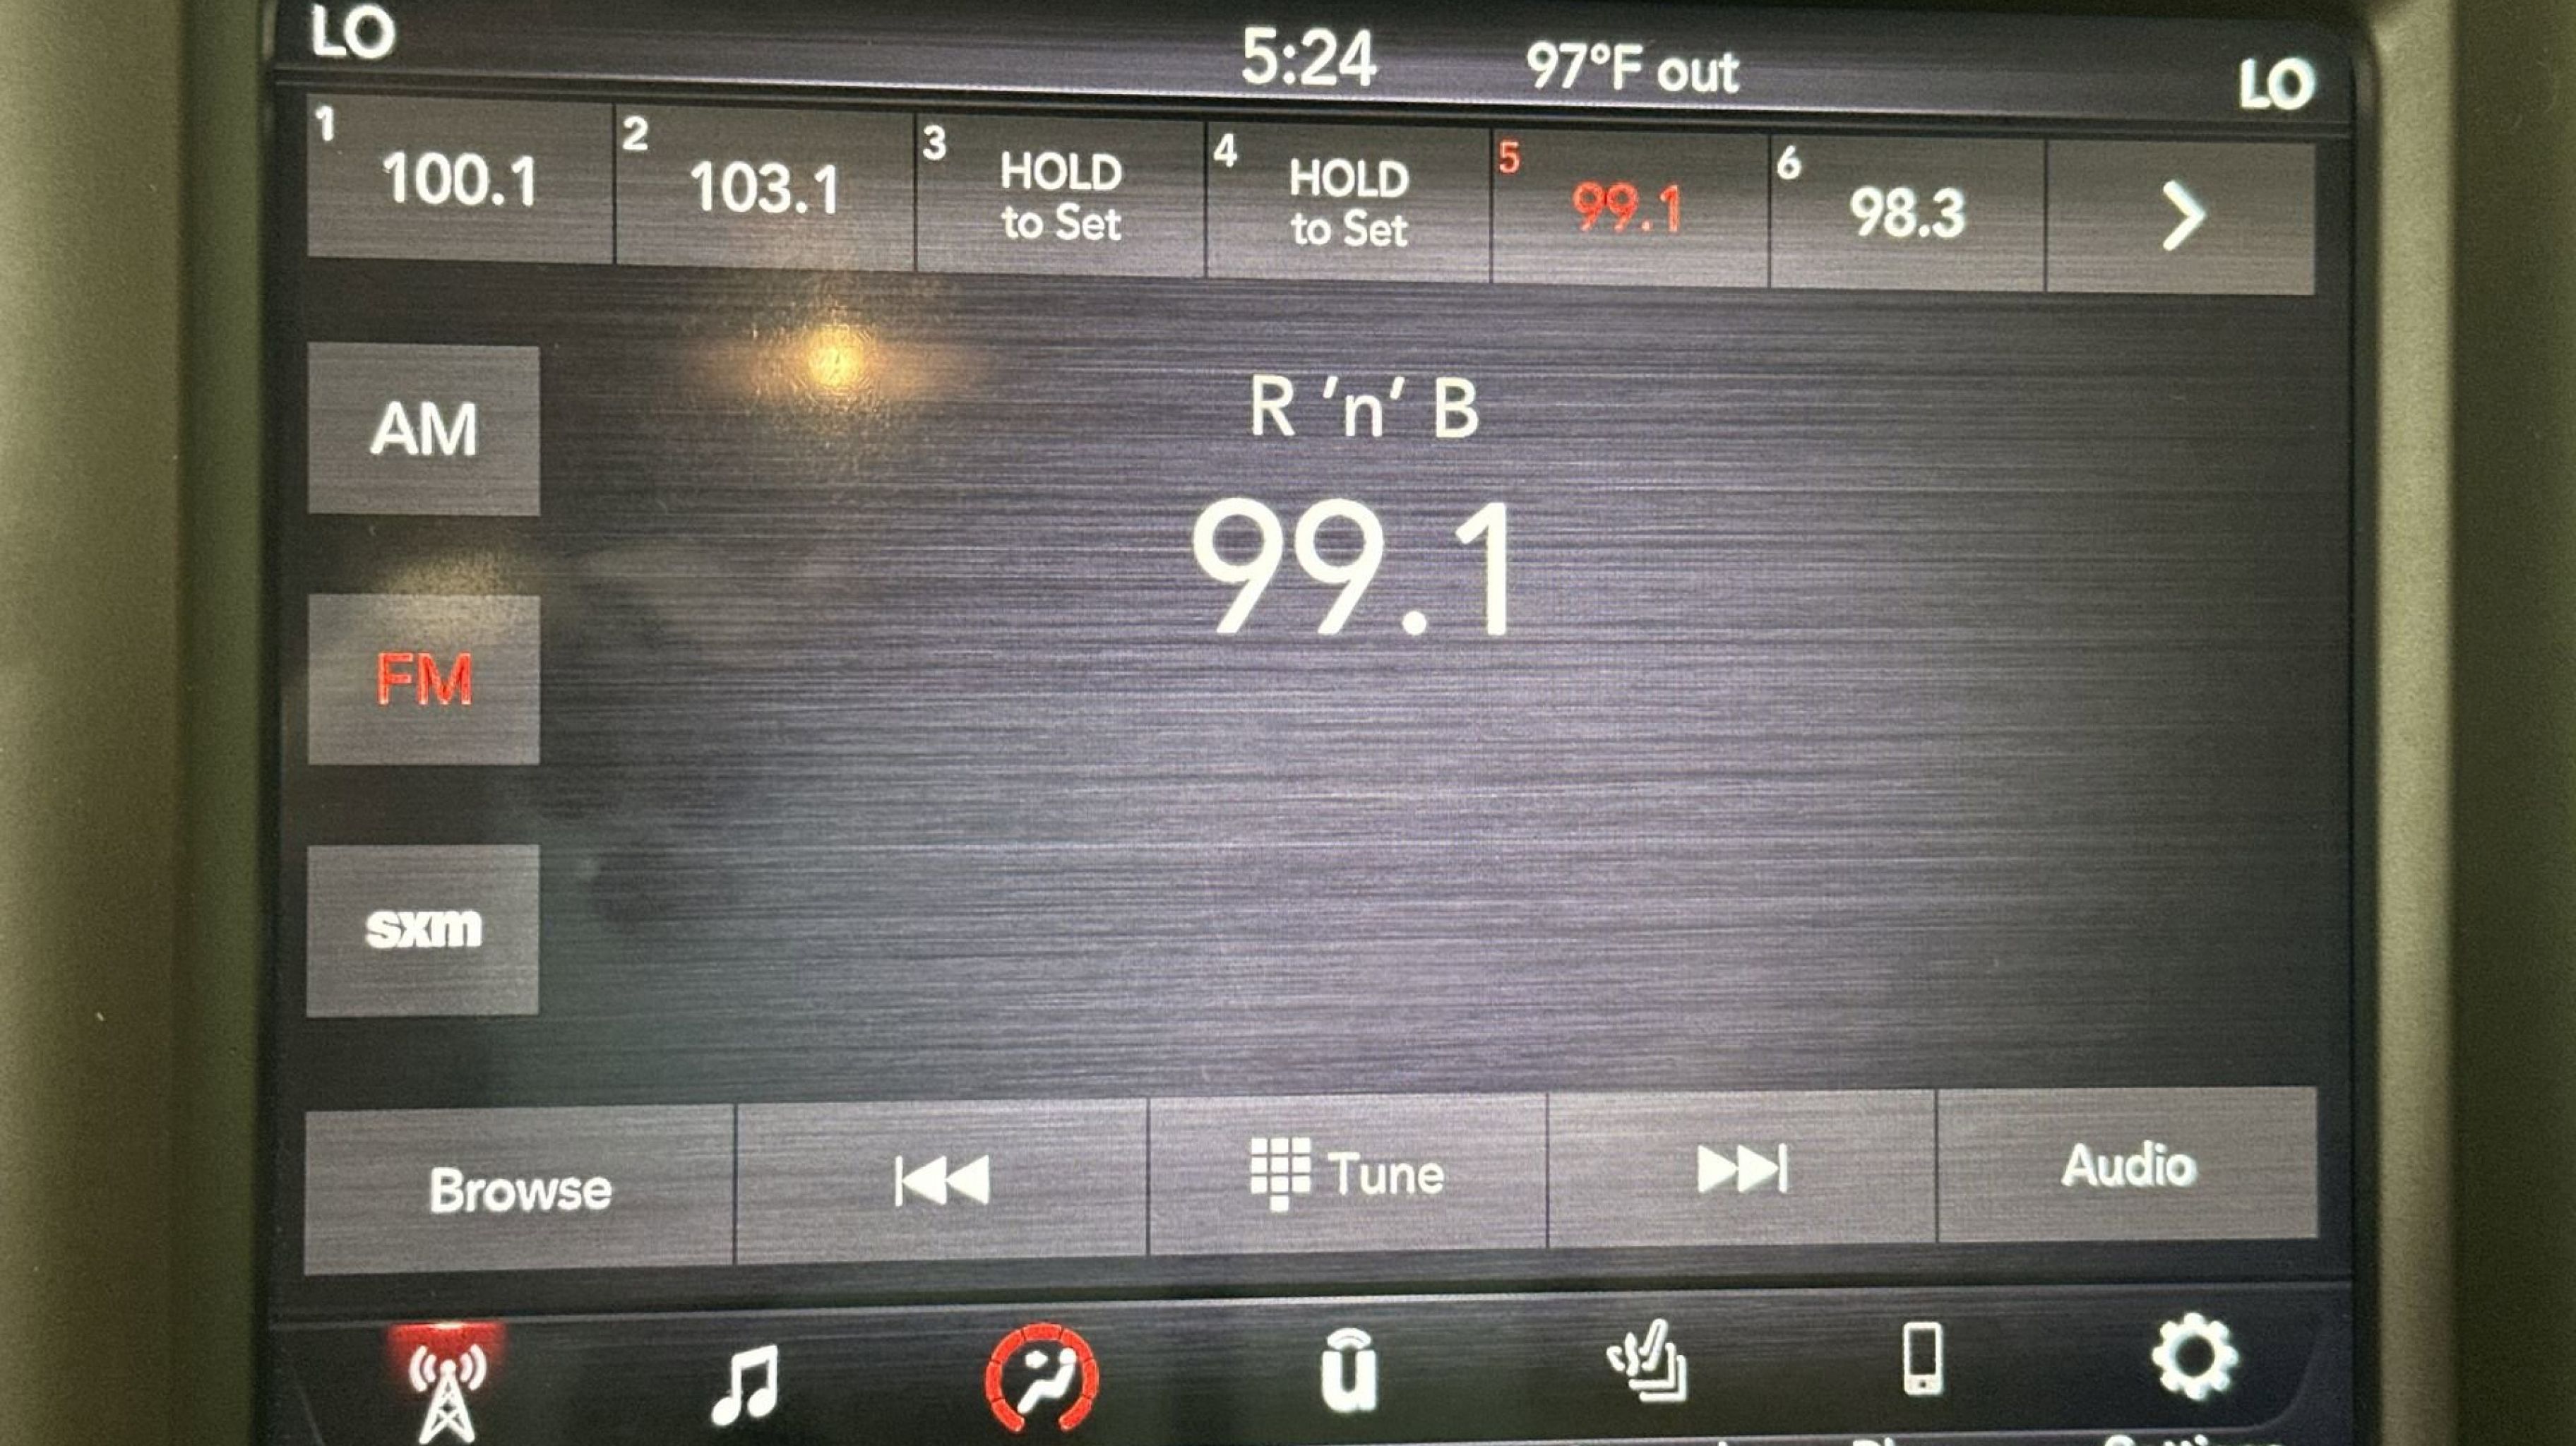 LO 5:24 97°F out LO
1 100.1 2 103.1 3 HOLD to Set 4 HOLD to Set 5 99.1 6 98.3
R 'n' B
99.1
AM
FM
sxm
Browse Tune Audio
u